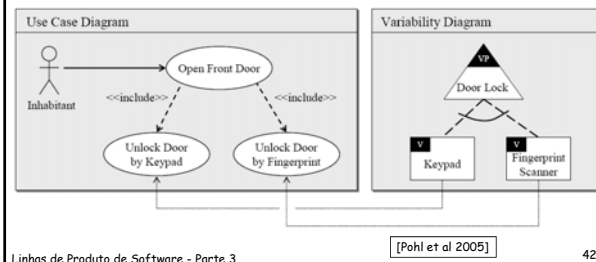 Use Case Diagram
Inhabitant
Open Front Door
<<include>>
<<include>>
Unlock Door
by Keypad
Unlock Door
by Fingerprint
Variability Diagram
VP
Door Lock
V
Keypad
V
Fingerprint
Scanner
[Pohl et al 2005]
Linhas de Produto de Software - Parte 3
42